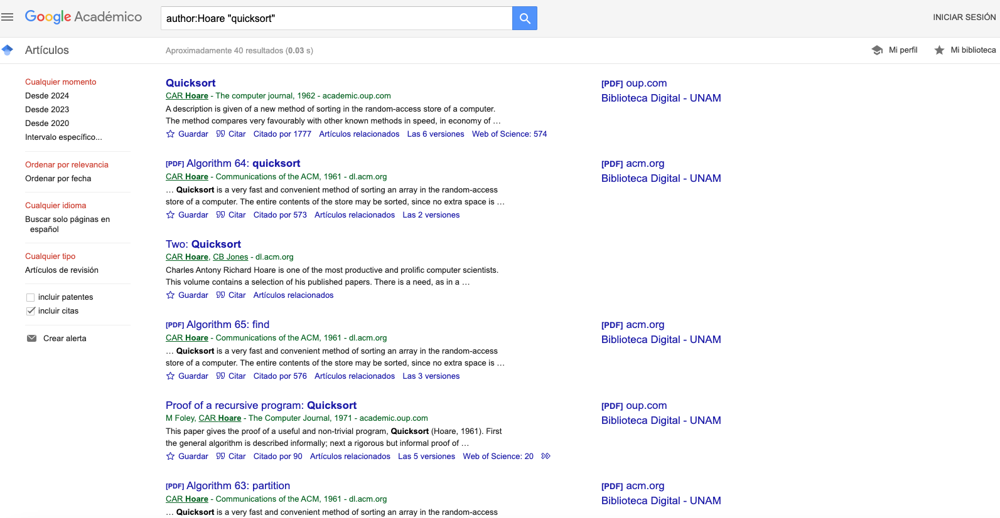 Google Académico
author:Hoare "quicksort"
INICIAR SESIÓN
Artículos
Aproximadamente 40 resultados (0.03 s)
Mi perfil
Mi biblioteca
Cualquier momento
Desde 2024
Desde 2023
Desde 2020
Intervalo específico...
Ordenar por relevancia
Ordenar por fecha
Cualquier idioma
Buscar solo páginas en
español
Cualquier tipo
Artículos de revisión
incluir patentes
incluir citas
Crear alerta
Quicksort
CAR Hoare - The computer journal, 1962 - academic.oup.com
A description is given of a new method of sorting in the random-access store of a computer.
The method compares very favourably with other known methods in speed, in economy of …
Guardar Citar Citado por 1777 Artículos relacionados Las 6 versiones Web of Science: 574
[PDF] oup.com
Biblioteca Digital - UNAM
[PDF] Algorithm 64: quicksort
CAR Hoare - Communications of the ACM, 1961 - dl.acm.org
… Quicksort is a very fast and convenient method of sorting an array in the random-access
store of a computer. The entire contents of the store may be sorted, since no extra space is …
Guardar Citar Citado por 573 Artículos relacionados Las 2 versiones
[PDF] acm.org
Biblioteca Digital - UNAM
Two: Quicksort
CAR Hoare, CB Jones - dl.acm.org
Charles Antony Richard Hoare is one of the most productive and prolific computer scientists.
This volume contains a selection of his published papers. There is a need, as in a …
Guardar Citar Artículos relacionados
[PDF] Algorithm 65: find
CAR Hoare - Communications of the ACM, 1961 - dl.acm.org
… Quicksort is a very fast and convenient method of sorting an array in the random-access
store of a computer. The entire contents of the store may be sorted, since no extra space is …
Guardar Citar Citado por 576 Artículos relacionados Las 3 versiones
[PDF] acm.org
Biblioteca Digital - UNAM
Proof of a recursive program: Quicksort
M Foley, CAR Hoare - The Computer Journal, 1971 - academic.oup.com
This paper gives the proof of a useful and non-trivial program, Quicksort (Hoare, 1961). First
the general algorithm is described informally; next a rigorous but informal proof of …
Guardar Citar Citado por 90 Artículos relacionados Las 5 versiones Web of Science: 20
[PDF] oup.com
Biblioteca Digital - UNAM
[PDF] Algorithm 63: partition
CAR Hoare - Communications of the ACM, 1961 - dl.acm.org
… Quicksort is a very fast and convenient method of sorting an array in the random-access
[PDF] acm.org
Biblioteca Digital - UNAM